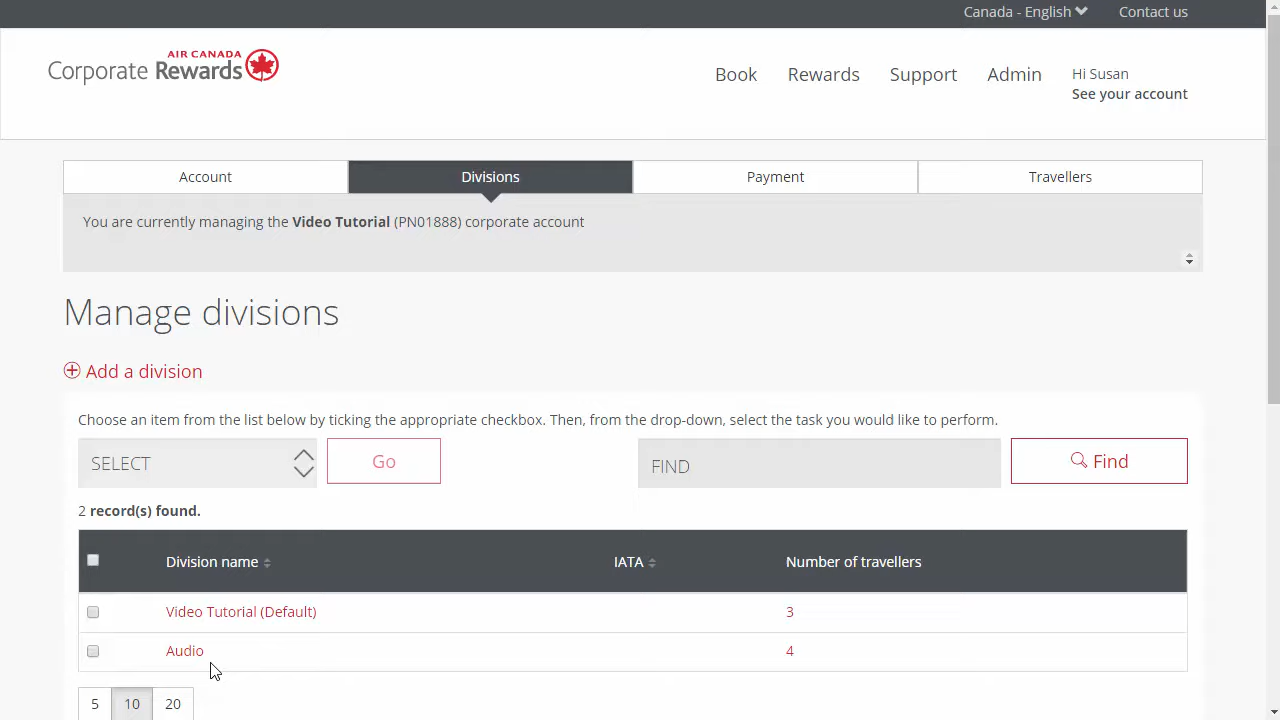 Canada - English
Contact us
AIR CANADA
Corporate Rewards
Book
Rewards
Support
Admin
Hi Susan
See your account
Account
Divisions
Payment
Travellers
You are currently managing the Video Tutorial (PN01888) corporate account
Manage divisions
Add a division
Choose an item from the list below by ticking the appropriate checkbox. Then, from the drop-down, select the task you would like to perform.
SELECT
Go
FIND
Find
2 record(s) found.
Division name
IATA
Number of travellers
Video Tutorial (Default)
3
Audio
4
5
10
20